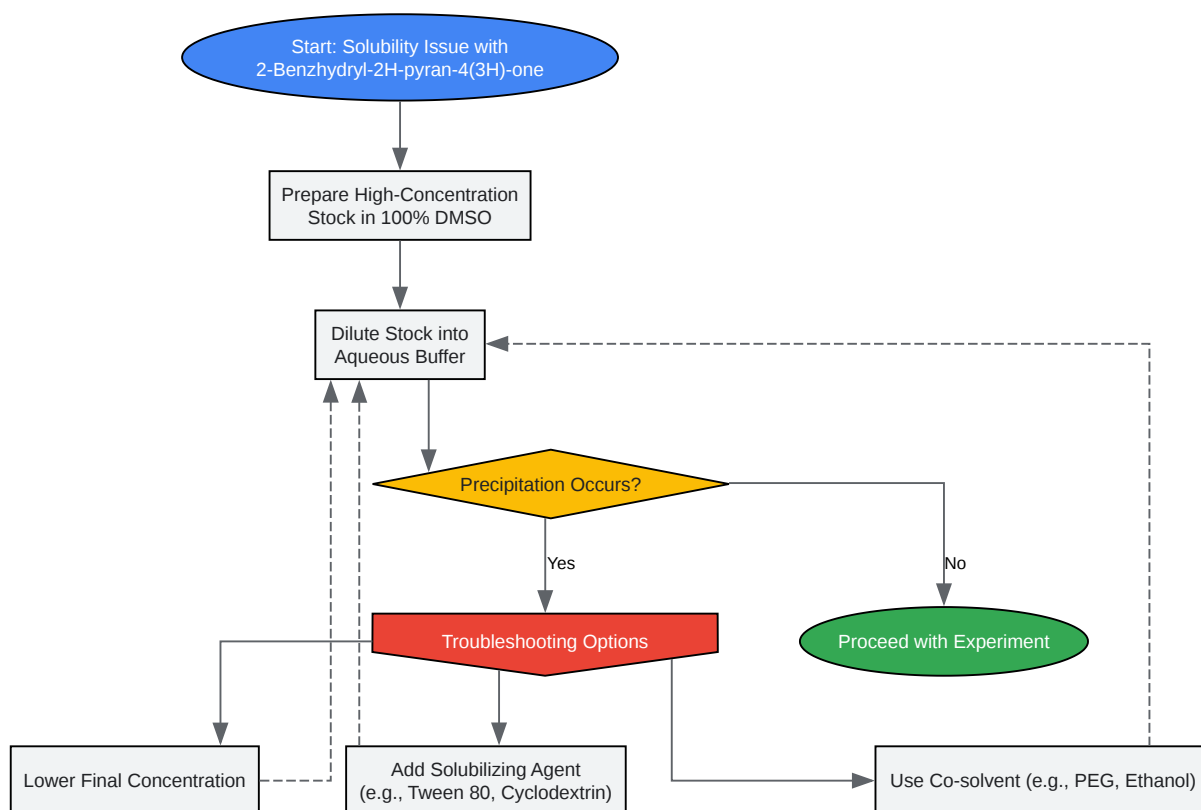 Start: Solubility Issue with
2-Benzhydryl-2H-pyran-4(3H)-one
Prepare High-Concentration
Stock in 100% DMSO
Dilute Stock into
Aqueous Buffer
Precipitation Occurs?
Yes
No
Troubleshooting Options
Proceed with Experiment
Lower Final Concentration
Add Solubilizing Agent
(e.g., Tween 80, Cyclodextrin)
Use Co-solvent (e.g., PEG, Ethanol)